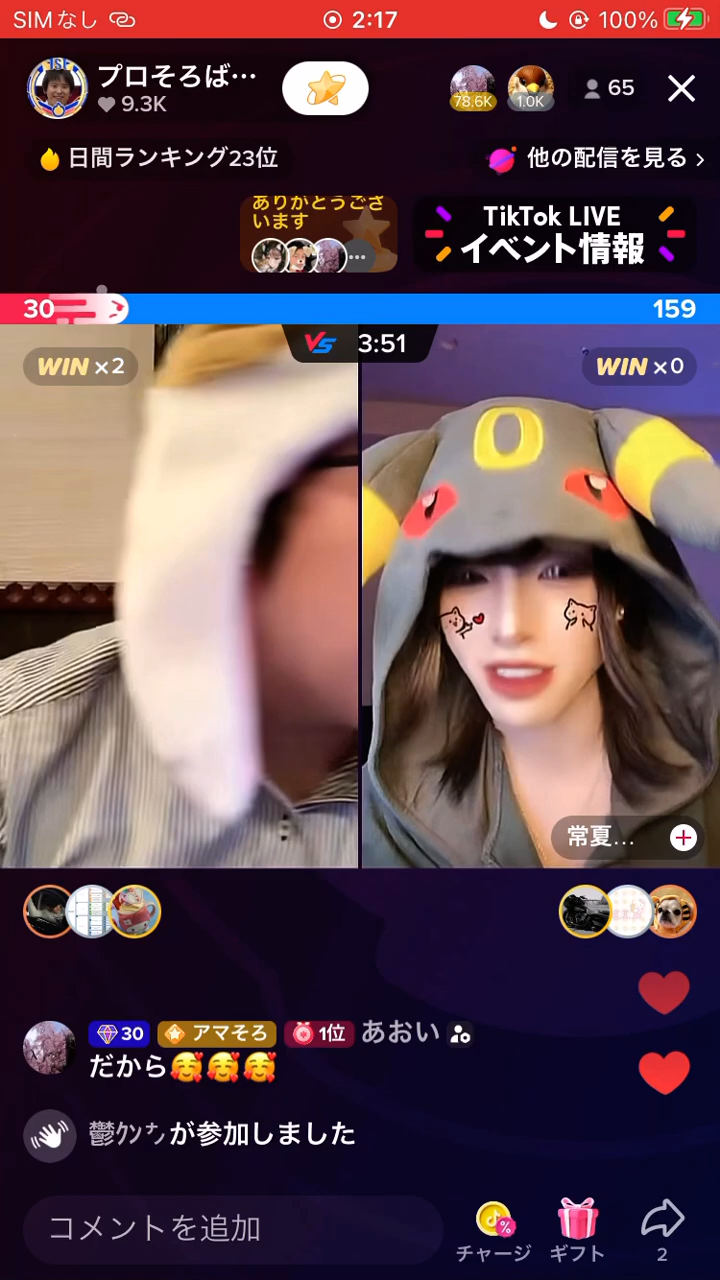 SIMなし
2:17
100%
プロそろば…
9.3K
78.6K
1.0K
65
日間ランキング23位
他の配信を見る
ありがとうござ
います
TikTok LIVE
イベント情報
30
159
VS 3:51
WIN ×2
WIN ×0
常夏…
30 アマそろ 1位 あおい
だから🥰🥰🥰
鬱ｸﾝㄘが参加しました
コメントを追加
チャージ
ギフト
2